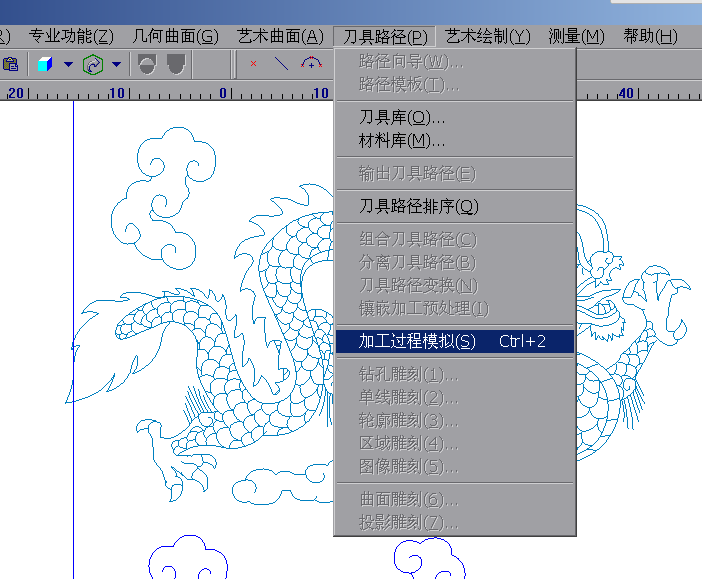 R) 专业功能(Z) 几何曲面(G) 艺术曲面(A) 刀具路径(P) 艺术绘制(Y) 测量(M) 帮助(H)
20 10 0 10 40
路径向导(W)...
路径模板(T)...
刀具库(O)...
材料库(M)...
输出刀具路径(E)
刀具路径排序(Q)
组合刀具路径(C)
分离刀具路径(B)
刀具路径变换(N)
镶嵌加工预处理(I)
加工过程模拟(S) Ctrl+2
钻孔雕刻(1)...
单线雕刻(2)...
轮廓雕刻(3)...
区域雕刻(4)...
图像雕刻(5)...
曲面雕刻(6)...
投影雕刻(7)...